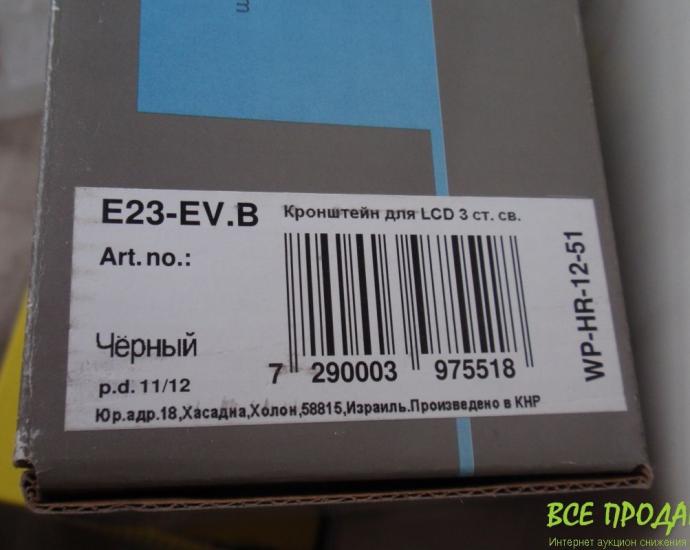 m
E23-EV.B Кронштейн для LCD 3 ст. св.
Art.no.:
Чёрный
7 290003 975518
p.d. 11/12
Юр.адр.18,Хасадна,Холон,58815,Израиль.Произведено в КНР
WP-HR-12-51
ВСЕ ПРОДА
Интернет аукцион снижения